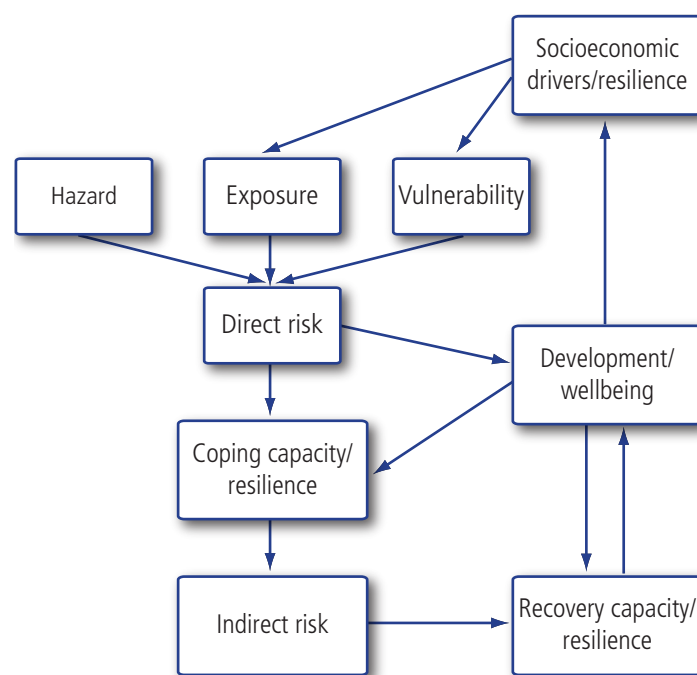 Socioeconomic
drivers/resilience
Hazard
Exposure
Vulnerability
Direct risk
Development/
wellbeing
Coping capacity/
resilience
Indirect risk
Recovery capacity/
resilience